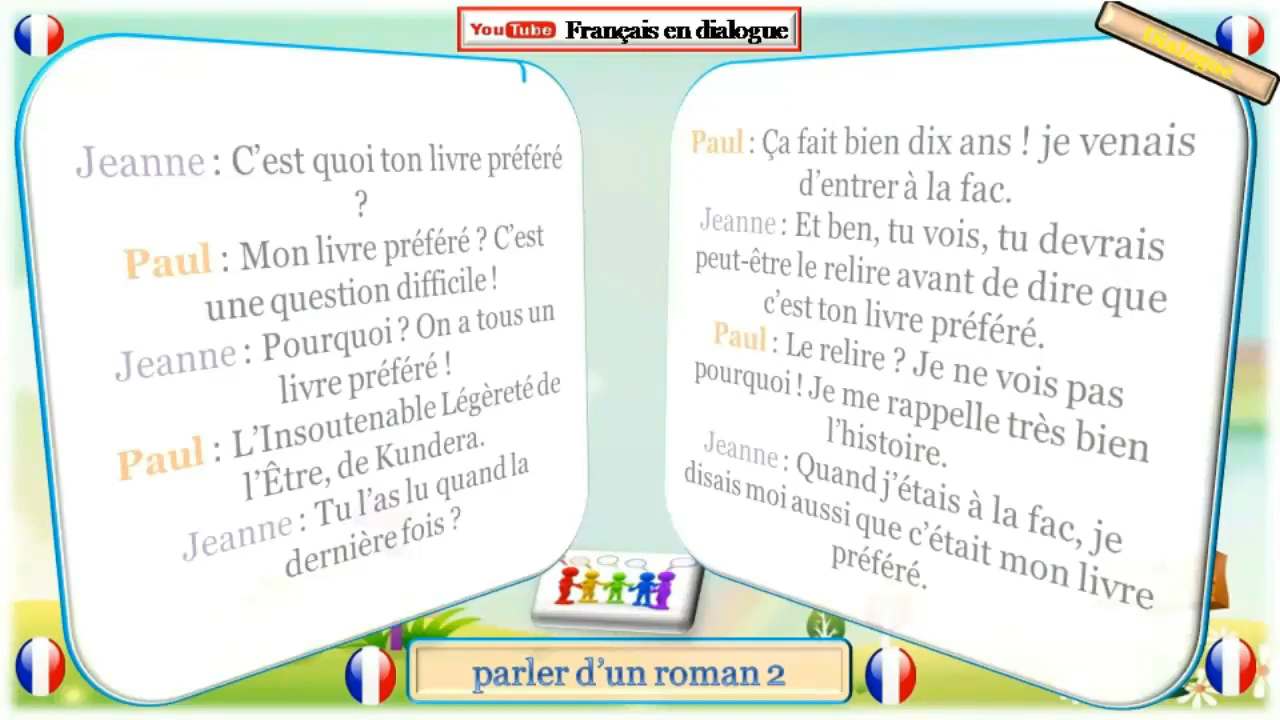 YouTube Français en dialogue
Dialogue
Jeanne : C'est quoi ton livre préféré
?
Paul : Mon livre préféré ? C'est
une question difficile !
Jeanne : Pourquoi ? On a tous un
livre préféré !
Paul : L'Insoutenable Légèreté de
l'Être, de Kundera.
Jeanne : Tu l'as lu quand la
dernière fois ?
Paul : Ça fait bien dix ans ! je venais
d'entrer à la fac.
Jeanne : Et ben, tu vois, tu devrais
peut-être le relire avant de dire que
c'est ton livre préféré.
Paul : Le relire ? Je ne vois pas
pourquoi ! Je me rappelle très bien
l'histoire.
Jeanne : Quand j'étais à la fac, je
disais moi aussi que c'était mon livre
préféré.
parler d'un roman 2